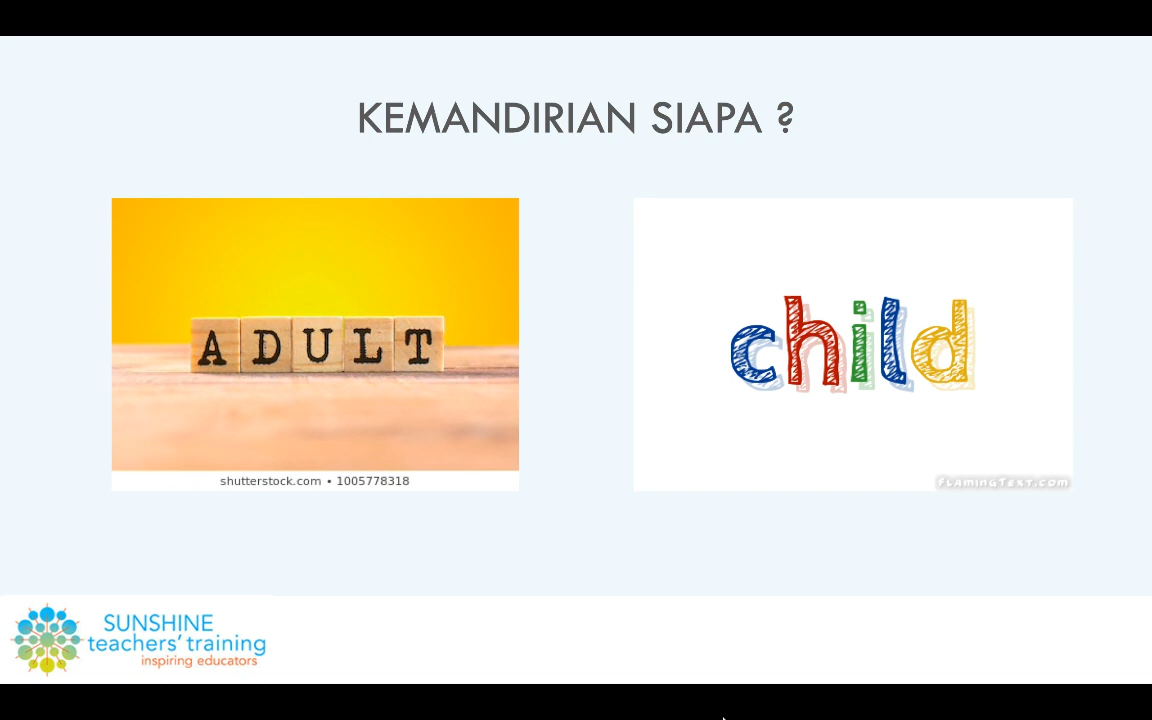 KEMANDIRIAN SIAPA ?
ADULT
shutterstock.com • 1005778318
child
FLAMINGTEXT.COM
SUNSHINE
teachers' training
inspiring educators